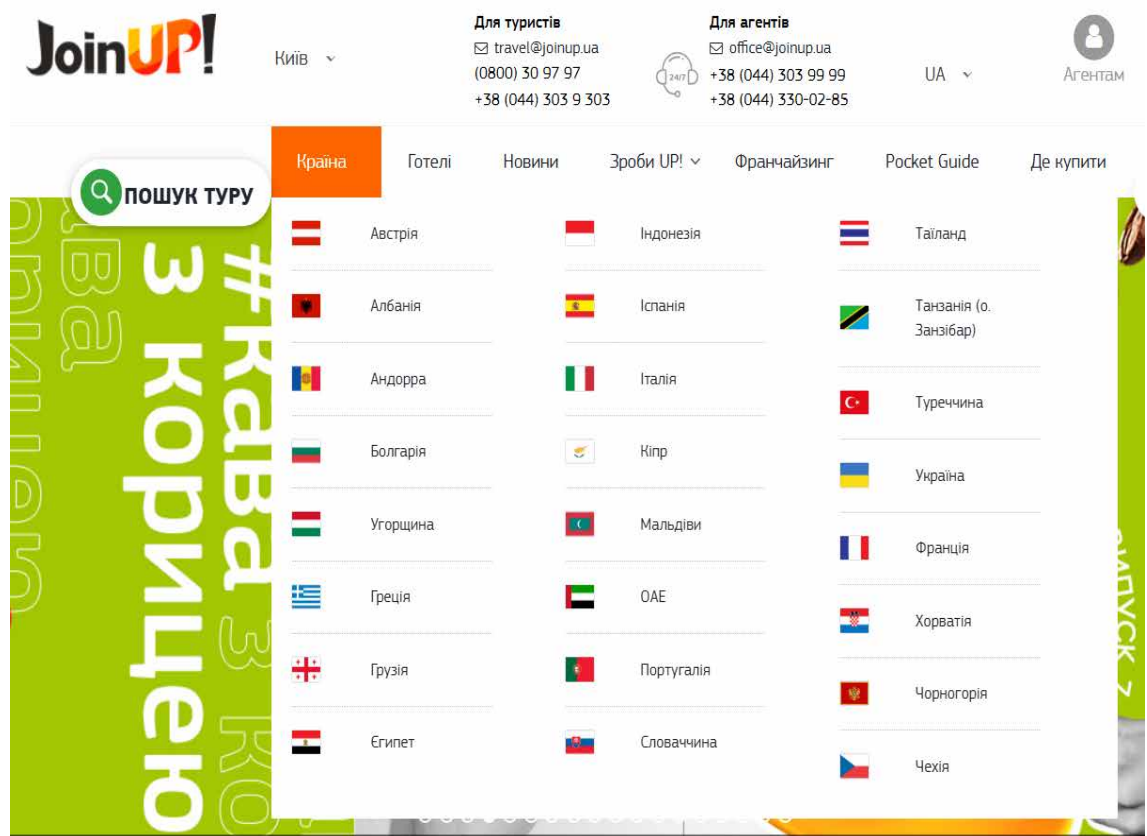 JoinUP!
Київ
Для туристів
travel@joinup.ua
(0800) 30 97 97
+38 (044) 303 9 303
24/7
Для агентів
office@joinup.ua
+38 (044) 303 99 99
+38 (044) 330-02-85
UA
Агентам
ПОШУК ТУРУ
Країна
Готелі
Новини
Зроби UP!
Франчайзинг
Pocket Guide
Де купити
Австрія
Албанія
Андорра
Болгарія
Угорщина
Греція
Грузія
Єгипет
Індонезія
Іспанія
Італія
Кіпр
Мальдіви
ОАЕ
Португалія
Словаччина
Таїланд
Танзанія (о.
Занзібар)
Туреччина
Україна
Франція
Хорватія
Чорногорія
Чехія
#кава
з корицею